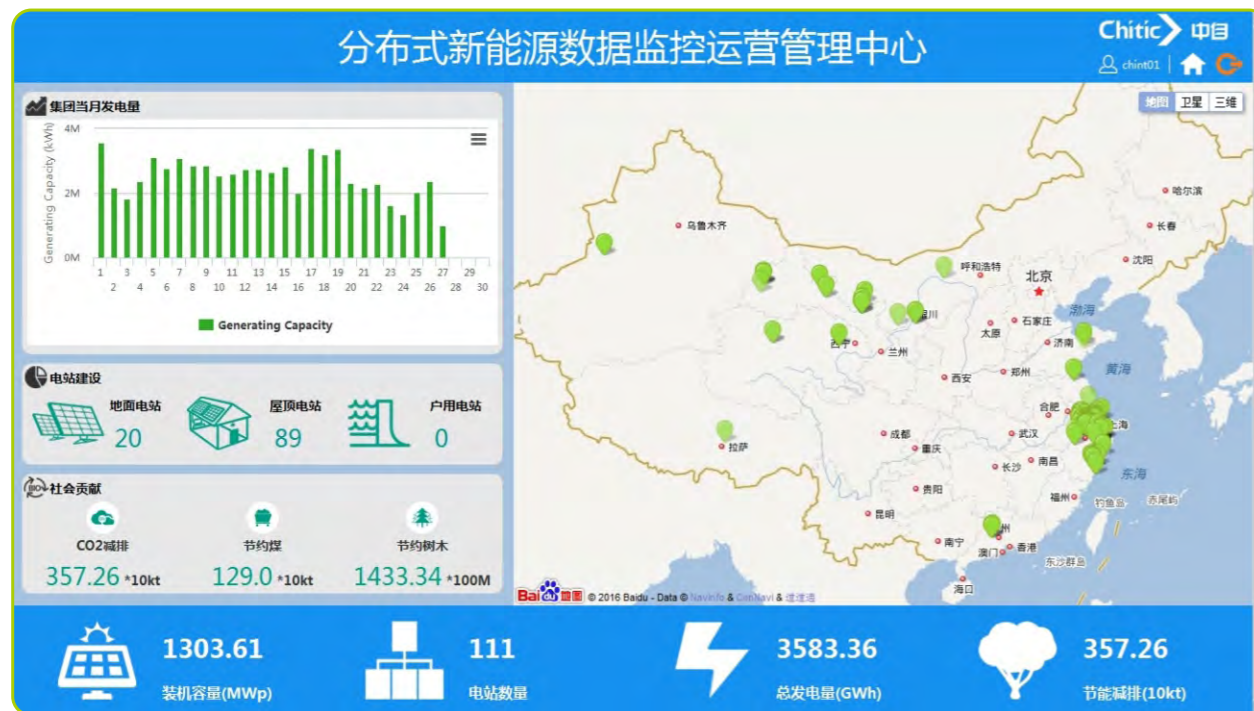 分布式新能源数据监控运营管理中心
Chitic 中自
chint01
集团当月发电量
Generating Capacity (kWh)
4M
2M
0M
1 3 5 7 9 11 13 15 17 19 21 23 25 27 29
2 4 6 8 10 12 14 16 18 20 22 24 26 28 30
Generating Capacity
电站建设
地面电站
20
屋顶电站
89
户用电站
0
社会贡献
CO2减排
357.26 *10kt
节约煤
129.0 *10kt
节约树木
1433.34 *100M
地图 卫星 三维
哈尔滨
长春
乌鲁木齐
沈阳
呼和浩特
北京
渤海
银川
石家庄
太原
济南
西宁
兰州
黄海
郑州
西安
合肥
上海
成都
武汉
拉萨
重庆
南昌
长沙
东海
贵阳
福州
钓鱼岛
赤尾屿
昆明
南宁
香港
澳门
东沙群岛
海口
Bai du 地图 © 2016 Baidu - Data © NavInfo & CenNavi & 道道通
1303.61
装机容量(MWp)
111
电站数量
3583.36
总发电量(GWh)
357.26
节能减排(10kt)